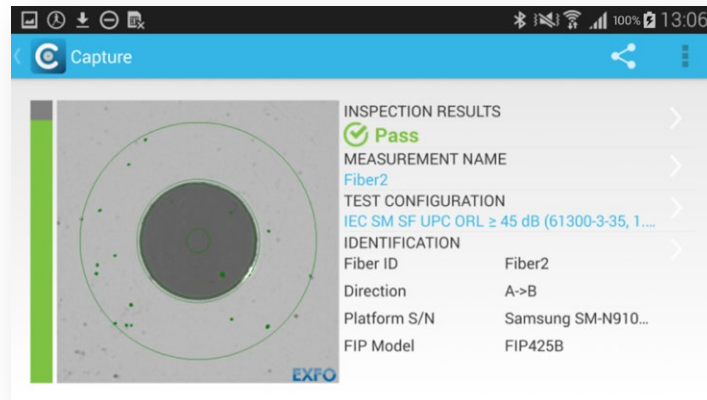 100% 13:06
Capture
INSPECTION RESULTS
Pass
MEASUREMENT NAME
Fiber2
TEST CONFIGURATION
IEC SM SF UPC ORL ≥ 45 dB (61300-3-35, 1....
IDENTIFICATION
Fiber ID Fiber2
Direction A->B
Platform S/N Samsung SM-N910...
FIP Model FIP425B
EXFO